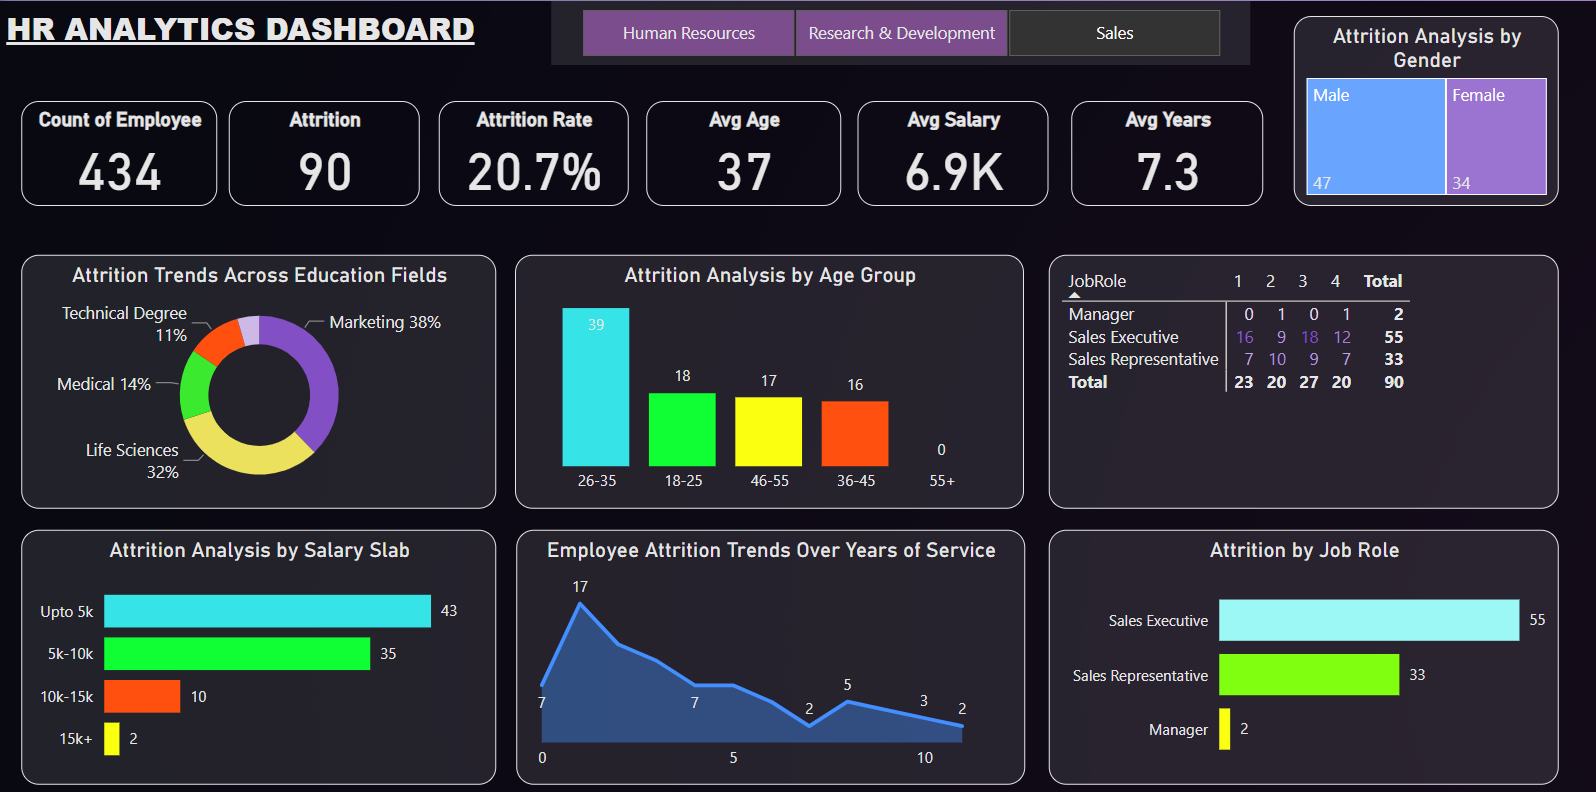 HR ANALYTICS DASHBOARD
Human Resources
Research & Development
Sales
Attrition Analysis by
Gender
Male
Female
47
34
Count of Employee
434
Attrition
90
Attrition Rate
20.7%
Avg Age
37
Avg Salary
6.9K
Avg Years
7.3
Attrition Trends Across Education Fields
Technical Degree
11%
Marketing 38%
Medical 14%
Life Sciences
32%
Attrition Analysis by Age Group
39
18
17
16
0
26-35
18-25
46-55
36-45
55+
JobRole 1 2 3 4 Total
Manager 0 1 0 1 2
Sales Executive 16 9 18 12 55
Sales Representative 7 10 9 7 33
Total 23 20 27 20 90
Attrition Analysis by Salary Slab
Upto 5k 43
5k-10k 35
10k-15k 10
15k+ 2
Employee Attrition Trends Over Years of Service
17
7
7
2
5
3
2
0
5
10
Attrition by Job Role
Sales Executive 55
Sales Representative 33
Manager 2